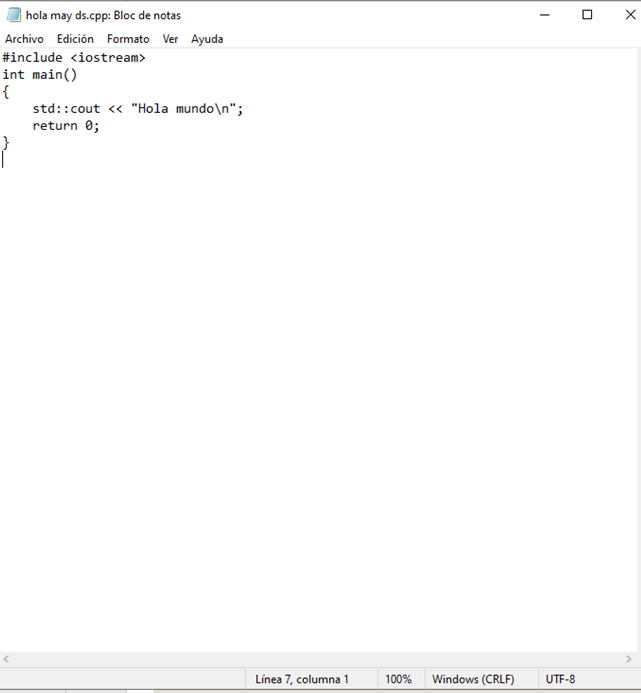 hola may ds.cpp: Bloc de notas
Archivo Edición Formato Ver Ayuda
#include <iostream>
int main()
{
    std::cout << "Hola mundo\n";
    return 0;
}
Línea 7, columna 1 100% Windows (CRLF) UTF-8